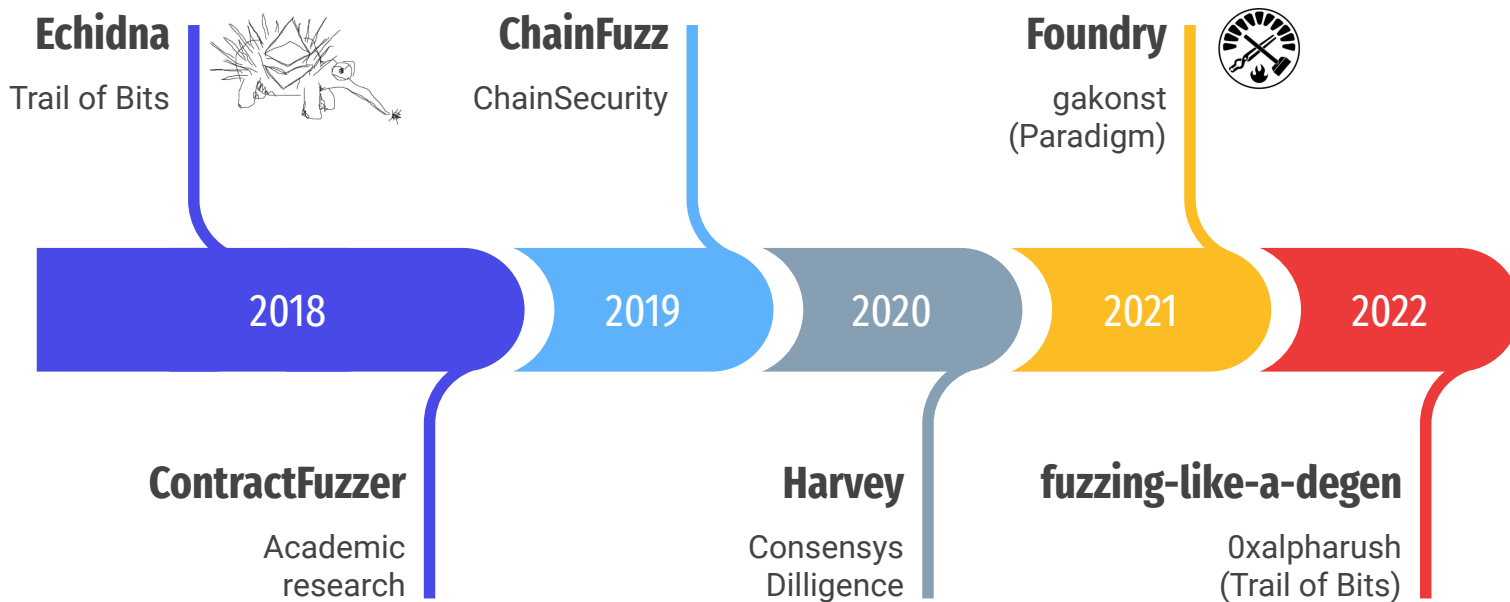 Echidna
Trail of Bits
ChainFuzz
ChainSecurity
Foundry
gakonst
(Paradigm)
2018
2019
2020
2021
2022
ContractFuzzer
Academic
research
Harvey
Consensys
Dilligence
fuzzing-like-a-degen
0xalpharush
(Trail of Bits)